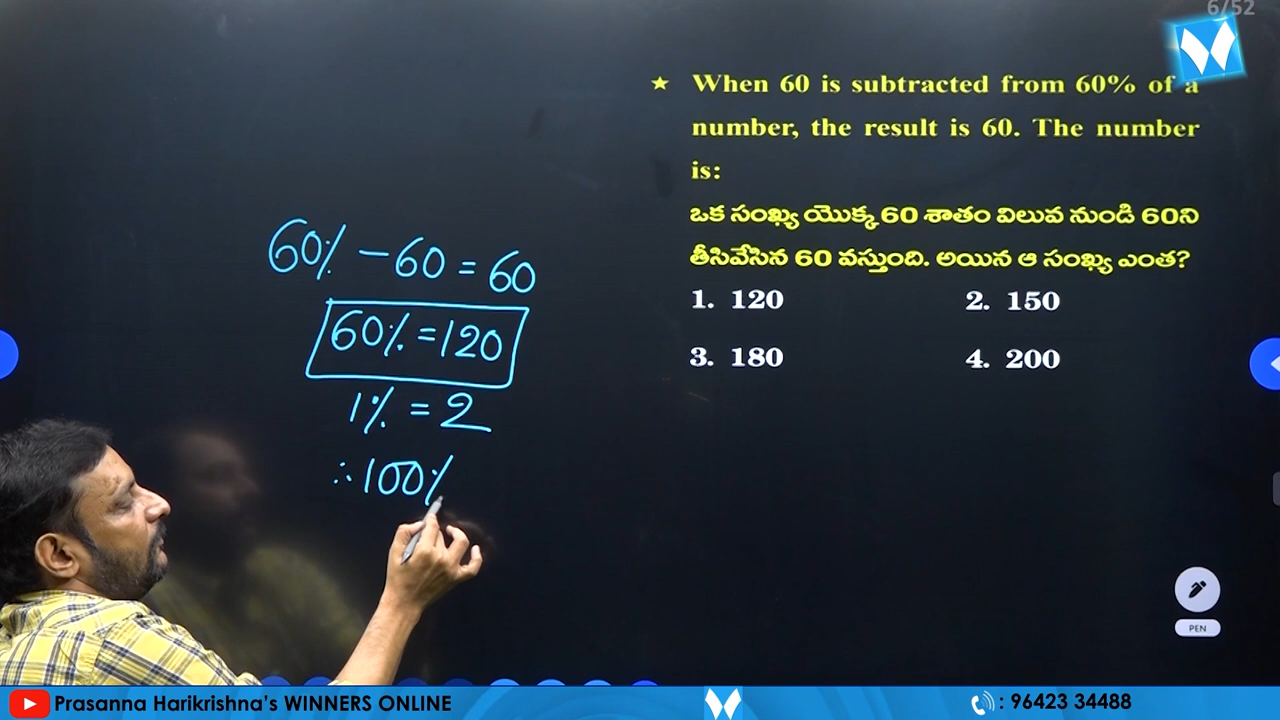 6/52
★ When 60 is subtracted from 60% of a
number, the result is 60. The number
is:
ఒక సంఖ్య యొక్క 60 శాతం విలువ నుండి 60ని
తీసివేసిన 60 వస్తుంది. అయిన ఆ సంఖ్య ఎంత?
1. 120 2. 150
3. 180 4. 200
60% - 60 = 60
60% = 120
1% = 2
∴ 100%
PEN
Prasanna Harikrishna's WINNERS ONLINE
: 96423 34488